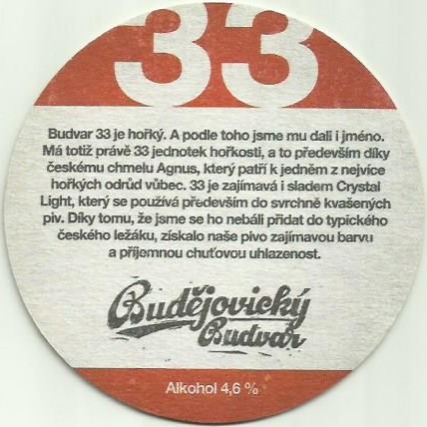 33
Budvar 33 je hořký. A podle toho jsme mu dali i jméno.
Má totiž právě 33 jednotek hořkosti, a to především díky
českému chmelu Agnus, který patří k jedněm z nejvíce
hořkých odrůd vůbec. 33 je zajímavá i sladem Crystal
Light, který se používá především do svrchně kvašených
piv. Díky tomu, že jsme se ho nebáli přidat do typického
českého ležáku, získalo naše pivo zajímavou barvu
a příjemnou chuťovou uhlazenost.
Budějovický
Budvar
Alkohol 4,6 %